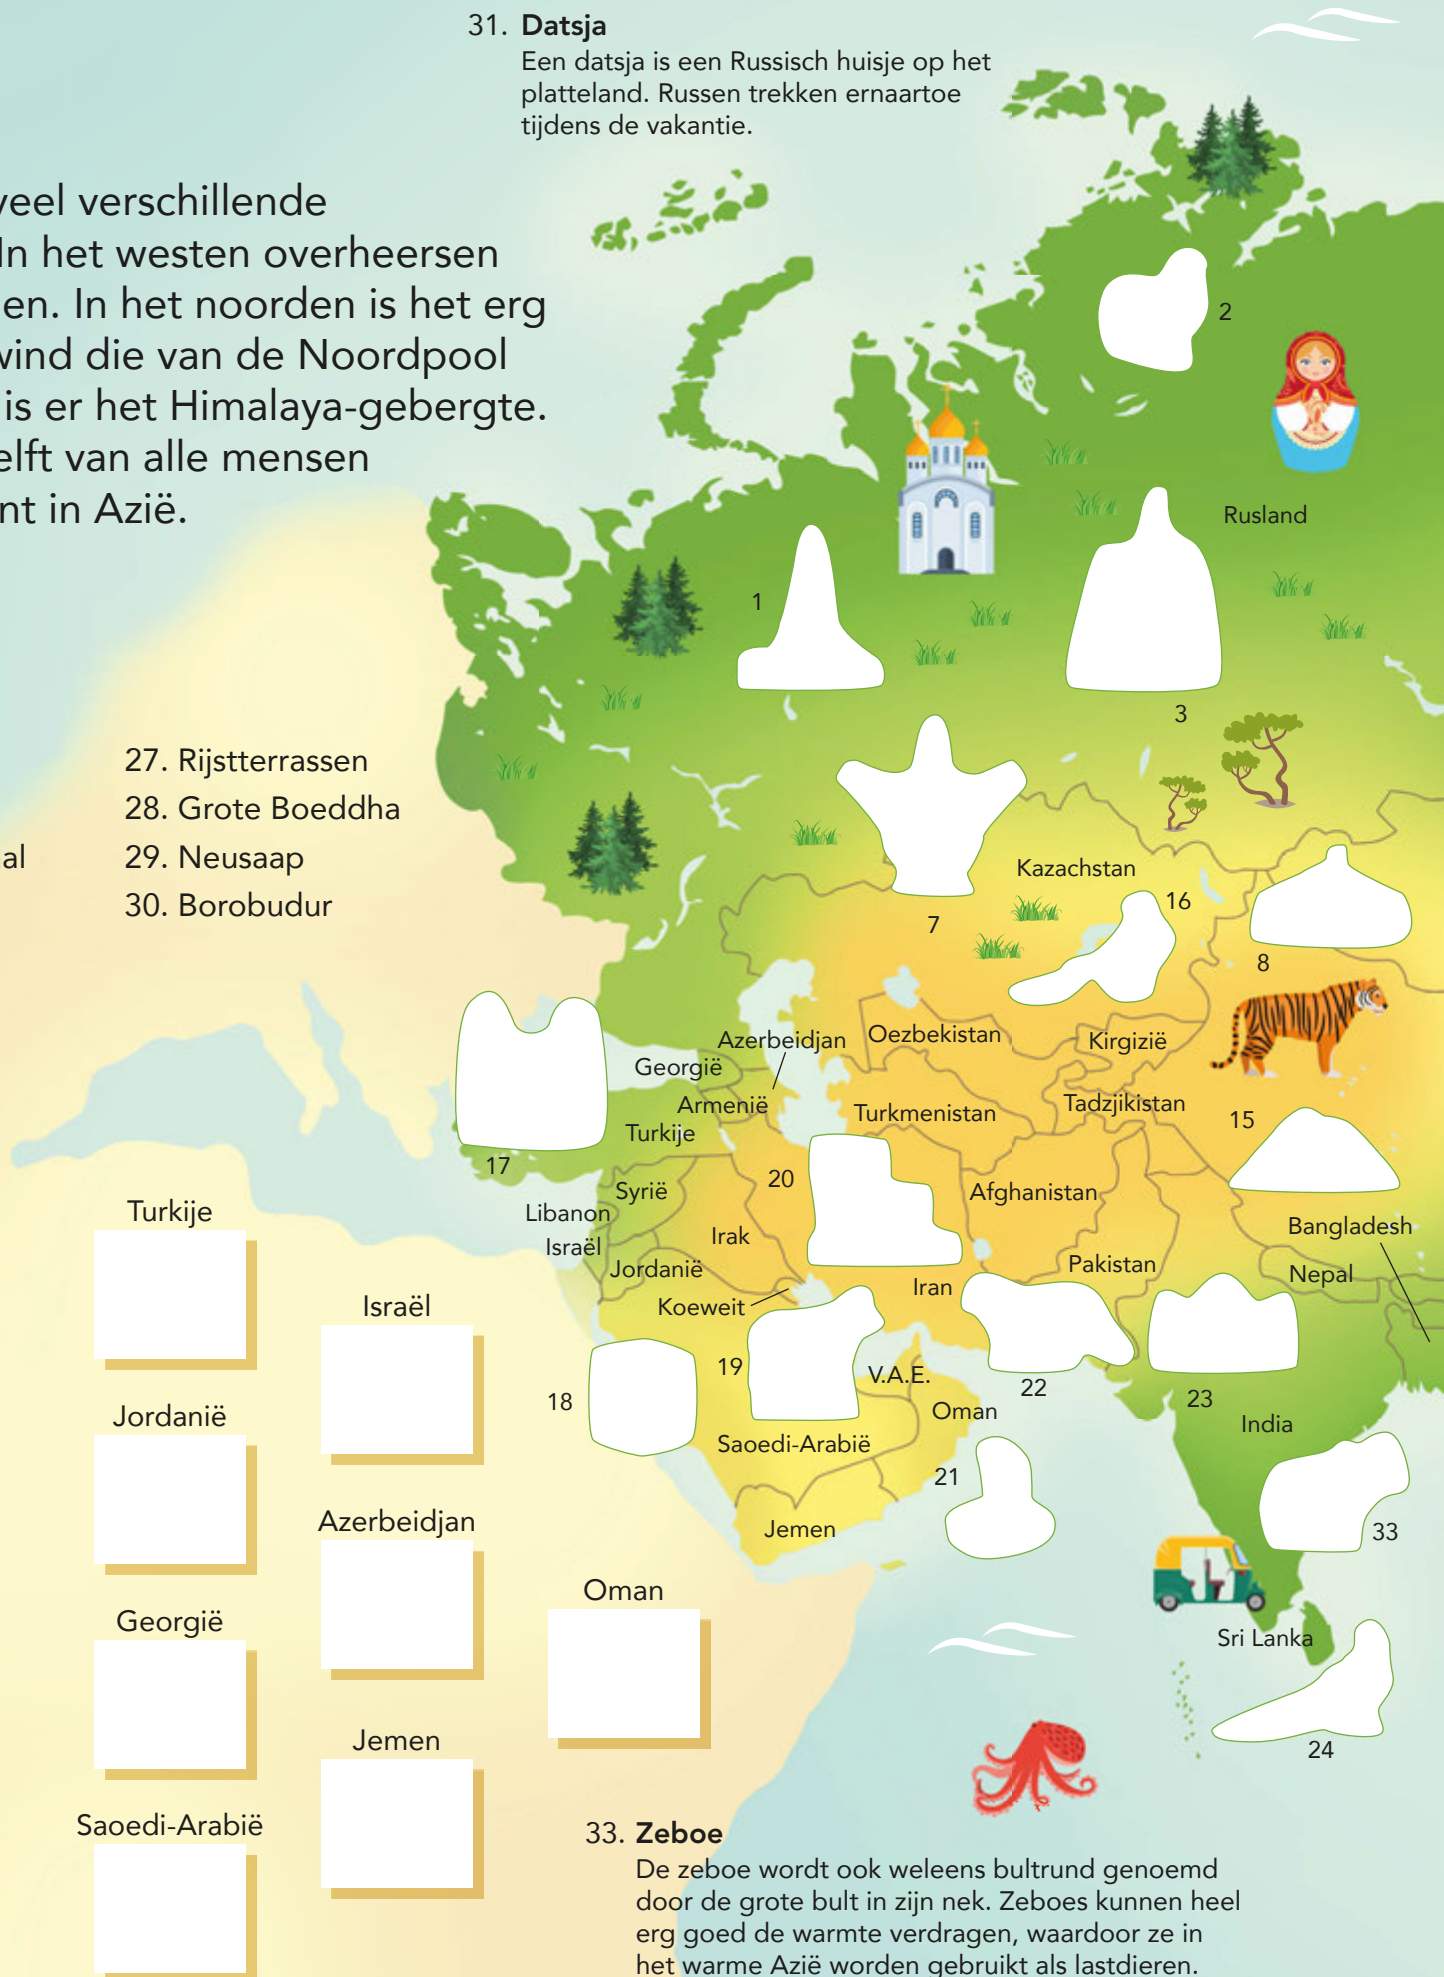 31. Datsja
Een datsja is een Russisch huisje op het
platteland. Russen trekken ernaartoe
tijdens de vakantie.
veel verschillende
In het westen overheersen
en. In het noorden is het erg
wind die van de Noordpool
is er het Himalaya-gebergte.
elft van alle mensen
nt in Azië.
27. Rijstterrassen
28. Grote Boeddha
al
29. Neusaap
30. Borobudur
2
Rusland
1
3
Kazachstan
16
7
8
Azerbeidjan
Oezbekistan
Kirgizië
Georgië
Armenië
Turkmenistan
Tadzjikistan
Turkije
15
17
20
Syrië
Afghanistan
Libanon
Irak
Bangladesh
Israël
Jordanië
Pakistan
Nepal
Iran
Koeweit
19
V.A.E.
22
18
23
Oman
India
Saoedi-Arabië
21
Jemen
33
Sri Lanka
24
Turkije
Israël
Jordanië
Azerbeidjan
Oman
Georgië
Jemen
Saoedi-Arabië
33. Zeboe
De zeboe wordt ook weleens bultrund genoemd
door de grote bult in zijn nek. Zeboes kunnen heel
erg goed de warmte verdragen, waardoor ze in
het warme Azië worden gebruikt als lastdieren.